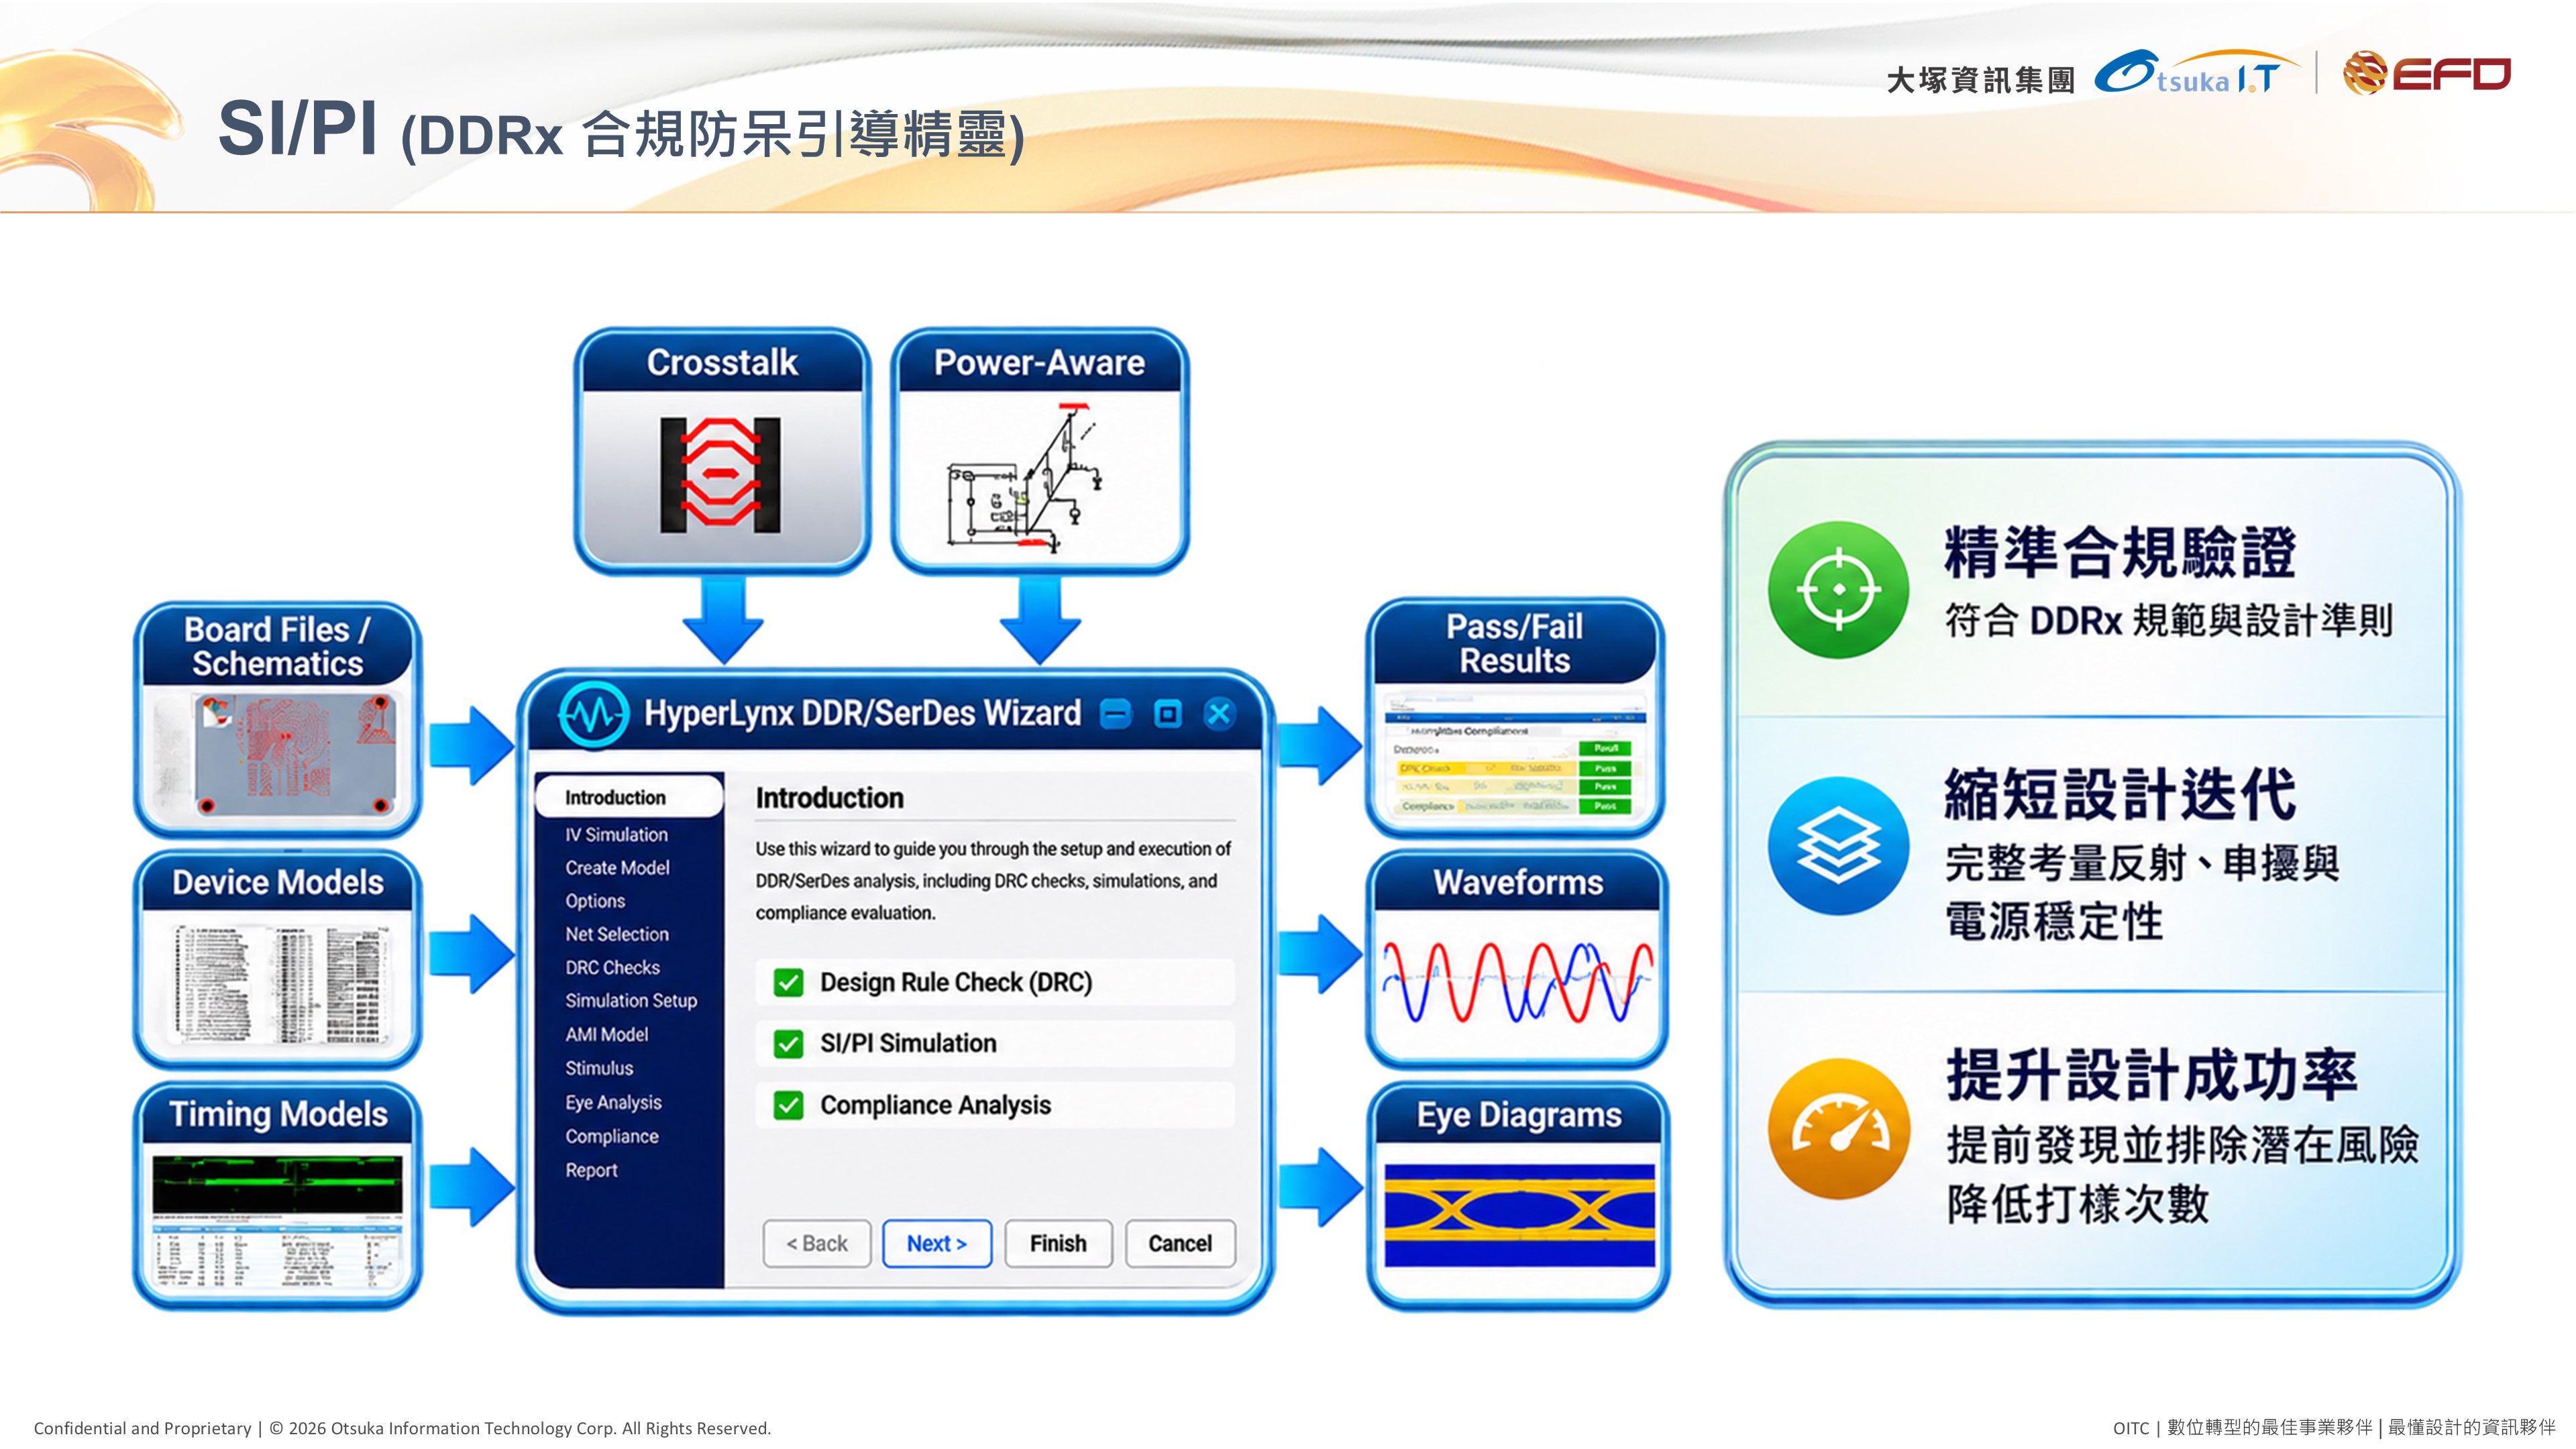 SI/PI (DDRx 合規防呆引導精靈)
大塚資訊集團 Otsuka I.T EFD
Crosstalk
Power-Aware
Board Files /
Schematics
Device Models
Timing Models
HyperLynx DDR/SerDes Wizard
Introduction
IV Simulation
Create Model
Options
Net Selection
DRC Checks
Simulation Setup
AMI Model
Stimulus
Eye Analysis
Compliance
Report
Introduction
Use this wizard to guide you through the setup and execution of
DDR/SerDes analysis, including DRC checks, simulations, and
compliance evaluation.
Design Rule Check (DRC)
SI/PI Simulation
Compliance Analysis
< Back
Next >
Finish
Cancel
Pass/Fail
Results
Pass
Pass
Waveforms
Eye Diagrams
精準合規驗證
符合 DDRx 規範與設計準則
縮短設計迭代
完整考量反射、串擾與
電源穩定性
提升設計成功率
提前發現並排除潛在風險
降低打樣次數
Confidential and Proprietary | © 2026 Otsuka Information Technology Corp. All Rights Reserved.
OITC | 數位轉型的最佳事業夥伴 | 最懂設計的資訊夥伴